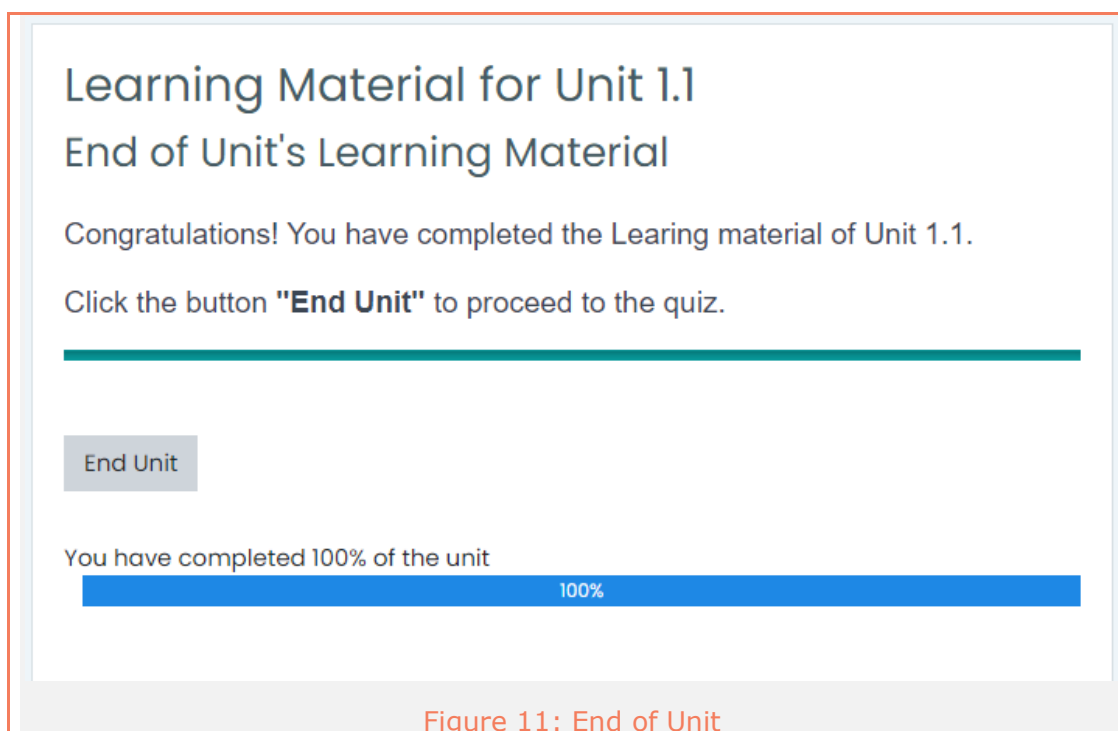 Learning Material for Unit 1.1
End of Unit's Learning Material
Congratulations! You have completed the Learing material of Unit 1.1.
Click the button "End Unit" to proceed to the quiz.
End Unit
You have completed 100% of the unit
100%
Figure 11: End of Unit